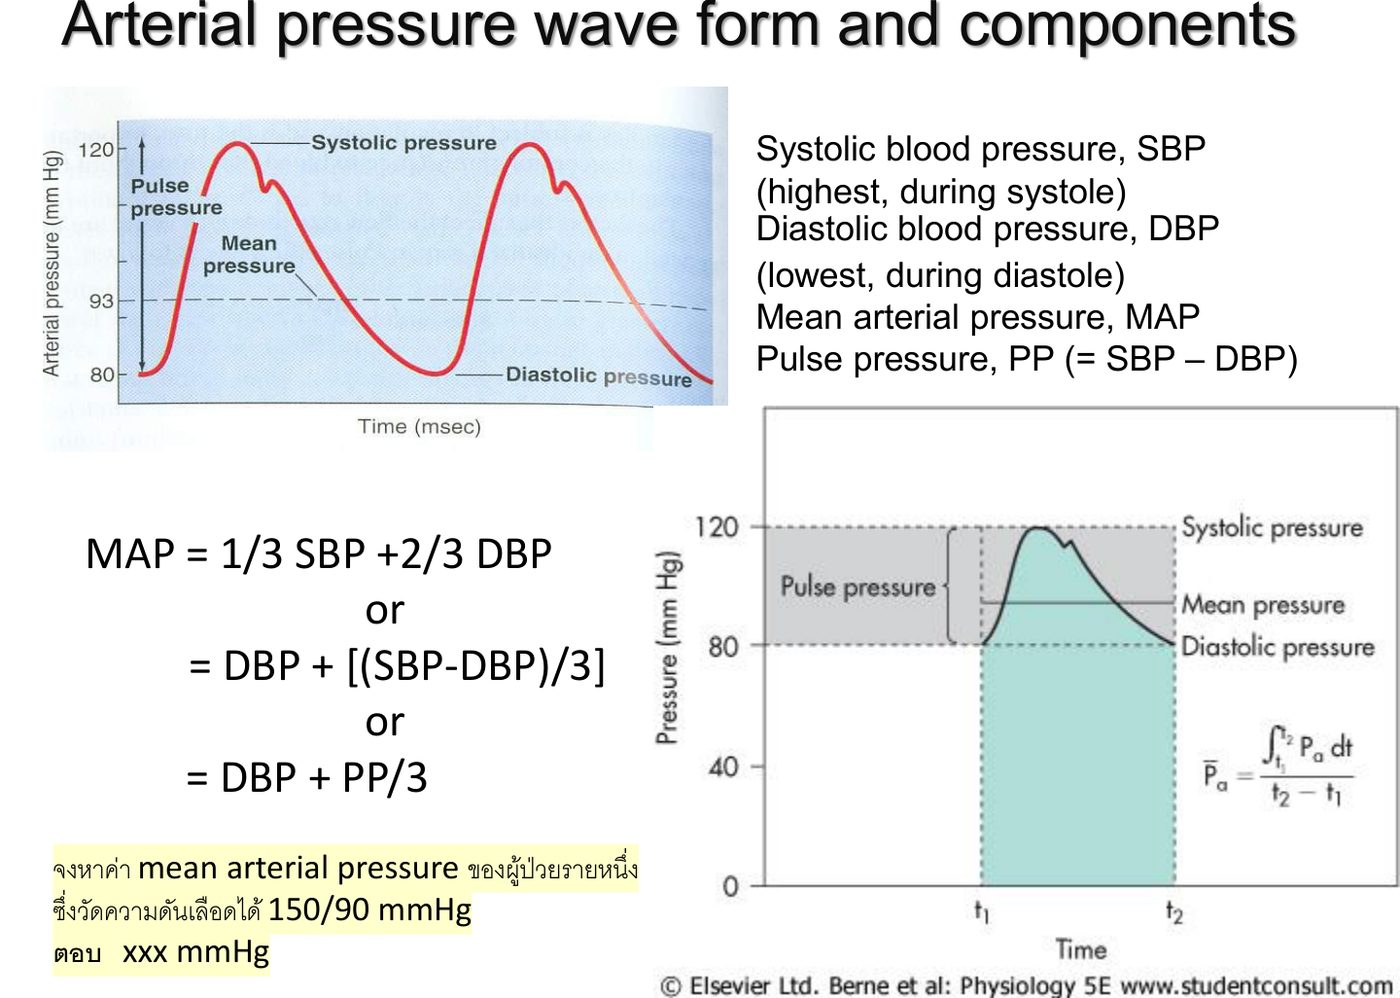 Arterial pressure wave form and components
Arterial pressure (mm Hg)
120
93
80
Systolic pressure
Pulse
pressure
Mean
pressure
Diastolic pressure
Time (msec)
Systolic blood pressure, SBP
(highest, during systole)
Diastolic blood pressure, DBP
(lowest, during diastole)
Mean arterial pressure, MAP
Pulse pressure, PP (= SBP – DBP)
MAP = 1/3 SBP +2/3 DBP
or
= DBP + [(SBP-DBP)/3]
or
= DBP + PP/3
จงหาค่า mean arterial pressure ของผู้ป่วยรายหนึ่ง
ซึ่งวัดความดันเลือดได้ 150/90 mmHg
ตอบ xxx mmHg
Pressure (mm Hg)
120
80
40
0
Pulse pressure
Systolic pressure
Mean pressure
Diastolic pressure
P̄a = ∫t1t2 Pa dt
t2 – t1
t1
t2
Time
© Elsevier Ltd. Berne et al: Physiology 5E www.studentconsult.com